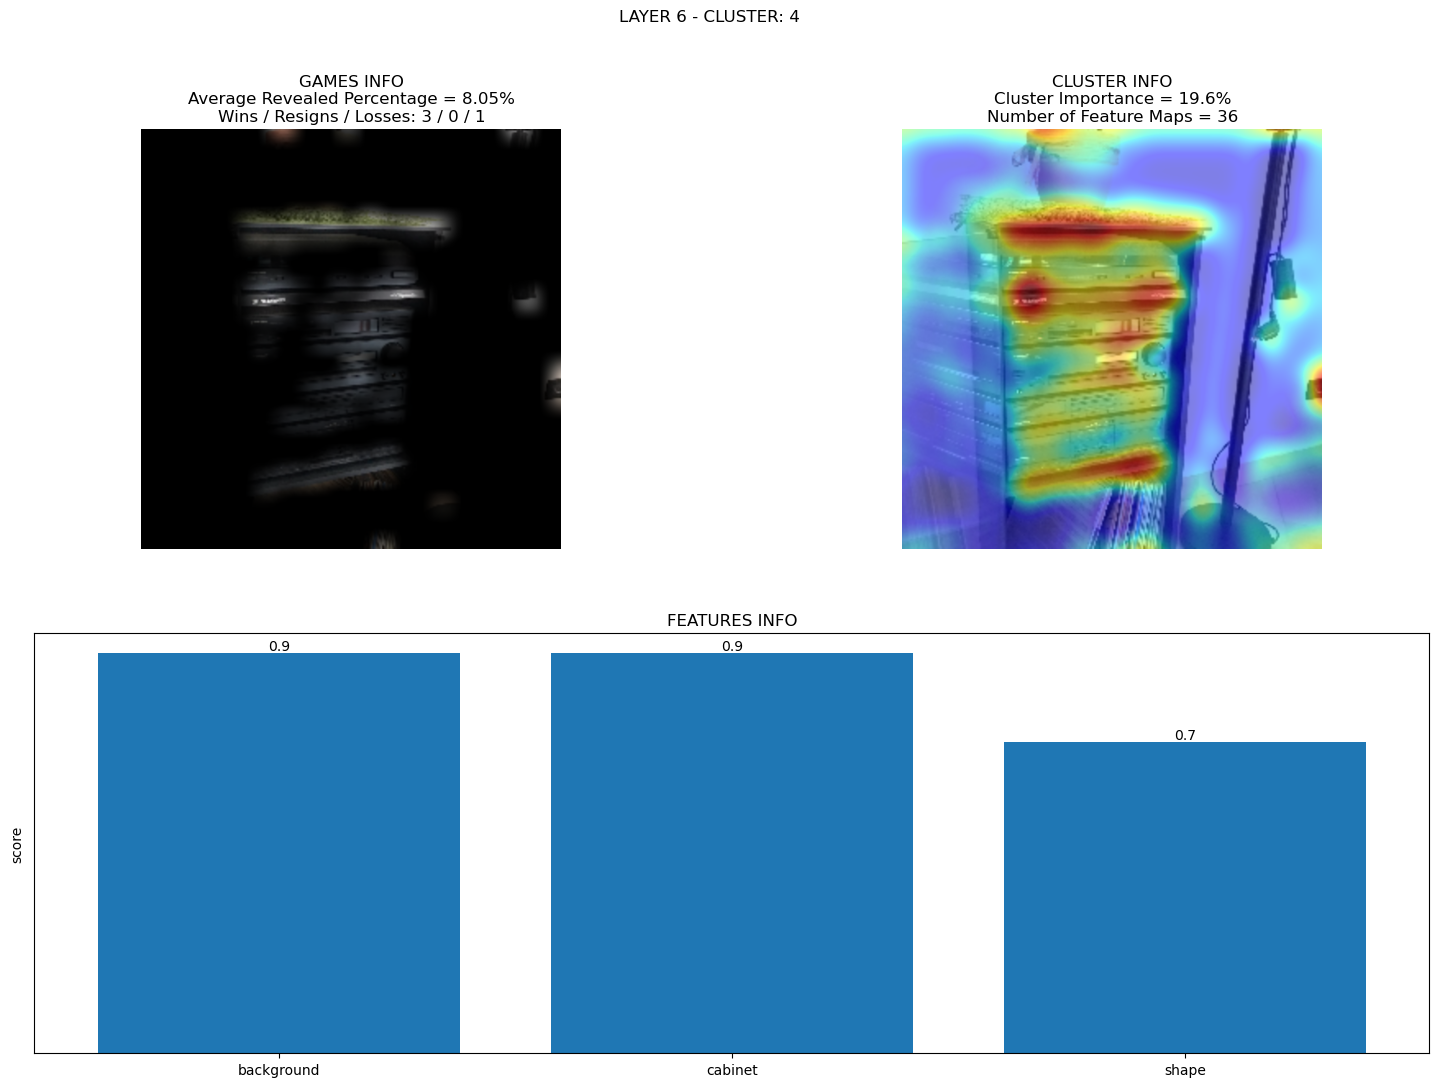 LAYER 6 - CLUSTER: 4
GAMES INFO
Average Revealed Percentage = 8.05%
Wins / Resigns / Losses: 3 / 0 / 1
CLUSTER INFO
Cluster Importance = 19.6%
Number of Feature Maps = 36
FEATURES INFO
score
0.9
0.9
0.7
background
cabinet
shape